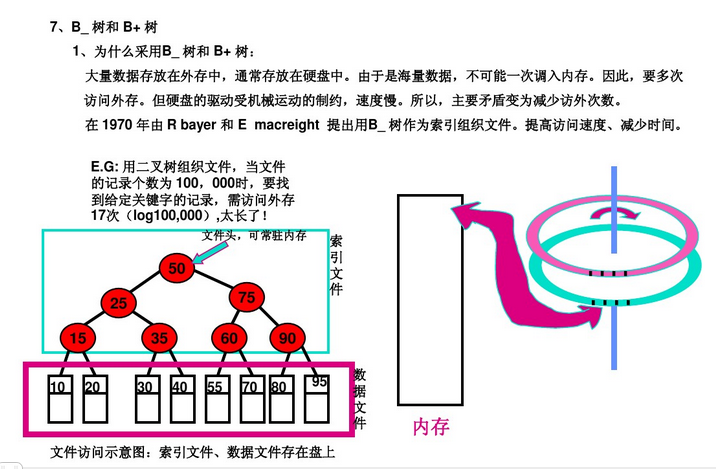 7、B_ 树和 B+ 树
1、为什么采用B_ 树和 B+ 树：
大量数据存放在外存中，通常存放在硬盘中。由于是海量数据，不可能一次调入内存。因此，要多次
访问外存。但硬盘的驱动受机械运动的制约，速度慢。所以，主要矛盾变为减少访外次数。
在 1970 年由 R bayer 和 E macreight 提出用B_ 树作为索引组织文件。提高访问速度、减少时间。
E.G: 用二叉树组织文件，当文件
的记录个数为 100，000时，要找
到给定关键字的记录，需访问外存
17次（log100,000）,太长了！
文件头，可常驻内存
索引文件
50
25
75
15
35
60
90
10
20
30
40
55
70
80
95
数据文件
内存
文件访问示意图：索引文件、数据文件存在盘上